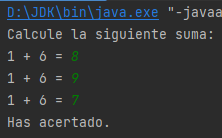 D:\JDK\bin\java.exe "-javaa
Calcule la siguiente suma:
1 + 6 = 8
1 + 6 = 9
1 + 6 = 7
Has acertado.